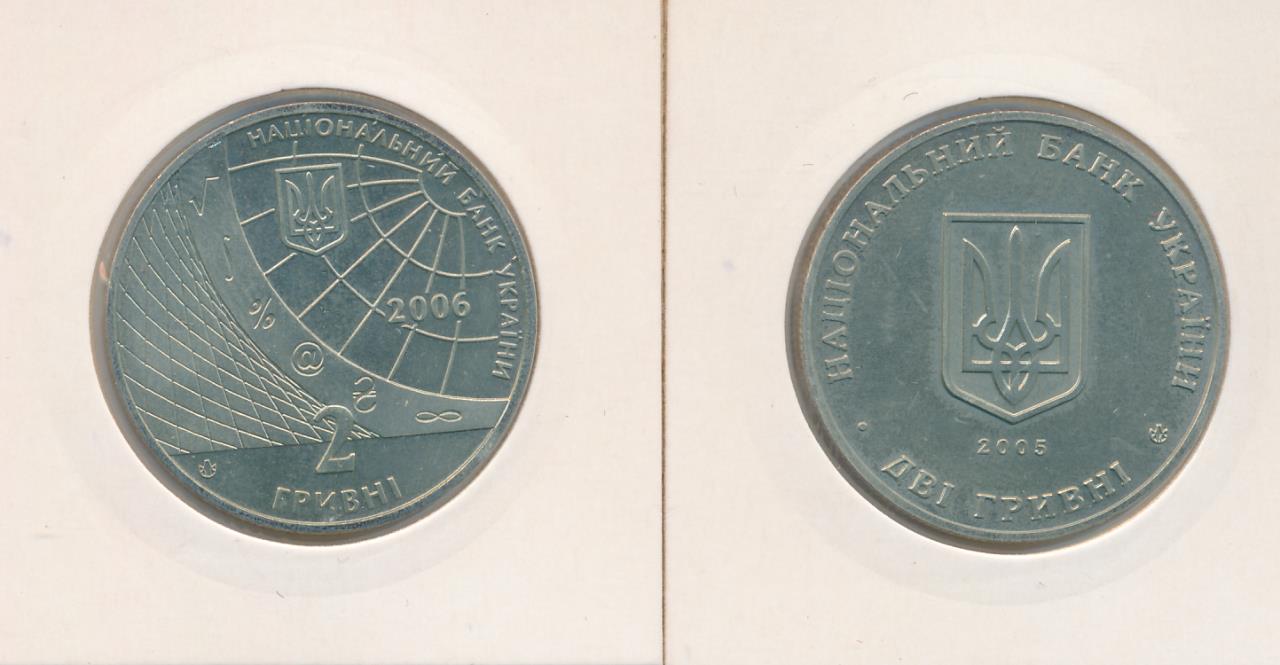 НАЦІОНАЛЬНИЙ БАНК УКРАЇНИ
√
∫
%
@
₴
∞
2006
2
ГРИВНІ
НАЦІОНАЛЬНИЙ БАНК УКРАЇНИ
2005
ДВІ ГРИВНІ